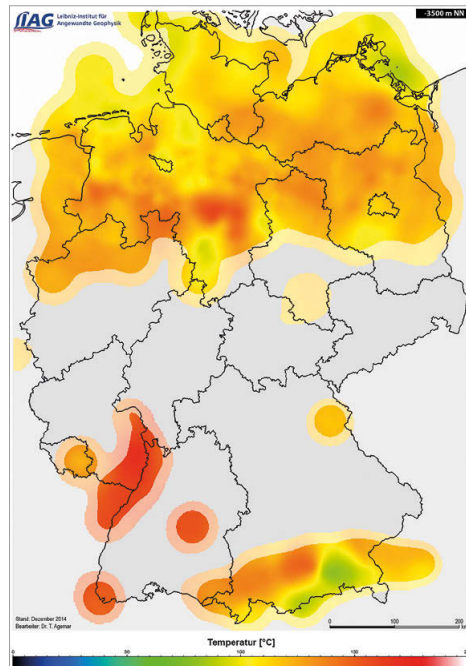 LIAG Leibniz-Institut für
Angewandte Geophysik
-3500 m NN
Stand: Dezember 2014
Bearbeiter: Dr. T. Agemar
0
100
200
Temperatur [°C]
50
100
150